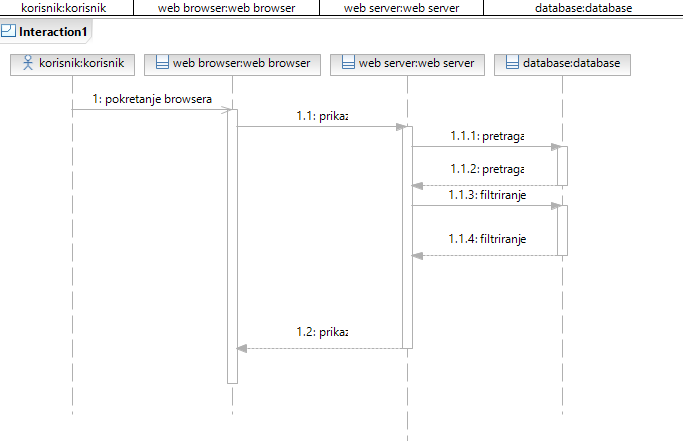 korisnik:korisnik web browser:web browser web server:web server database:database
Interaction1
korisnik:korisnik web browser:web browser web server:web server database:database
1: pokretanje browsera
1.1: prikaz
1.1.1: pretraga
1.1.2: pretraga
1.1.3: filtriranje
1.1.4: filtriranje
1.2: prikaz